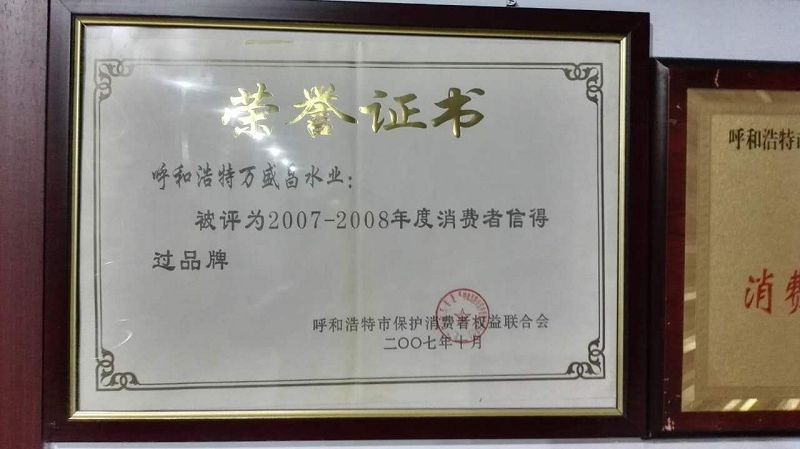 荣誉证书
呼和浩特万盛昌水业：
被评为2007-2008年度消费者信得
过品牌
呼和浩特市保护消费者权益联合会
二〇〇七年十月
呼和浩特市
消费